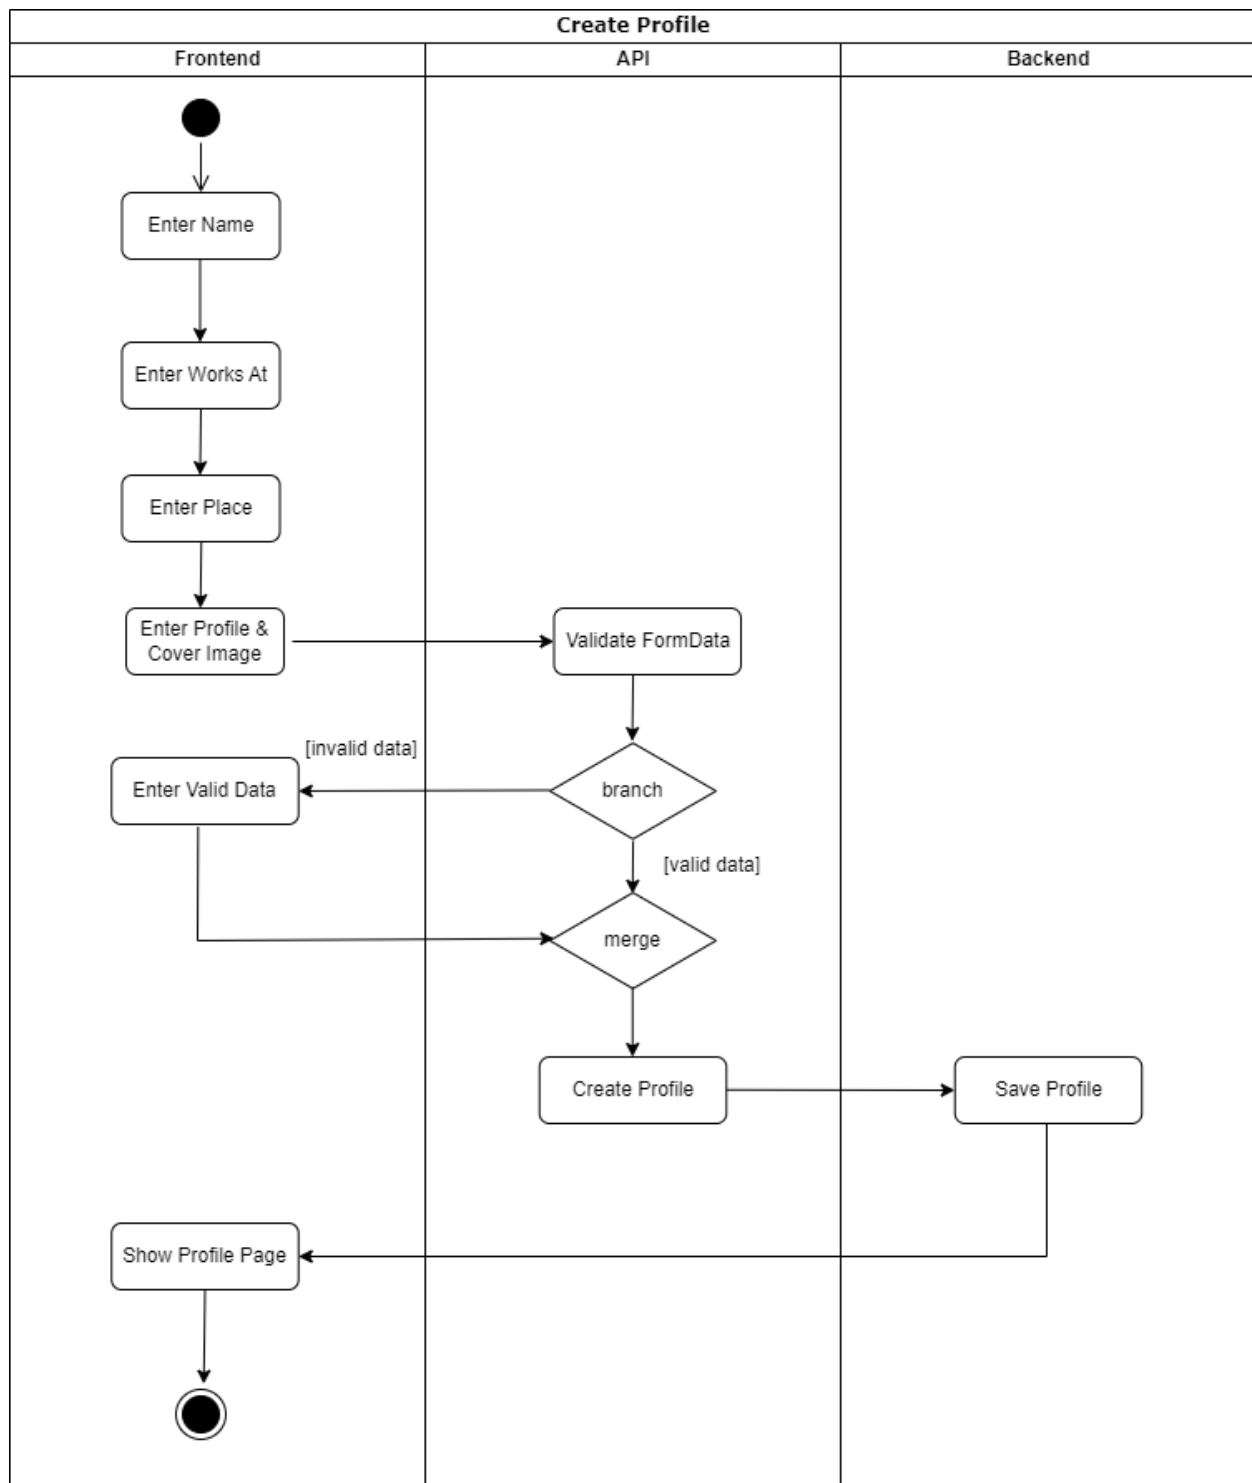 Create Profile
Frontend
API
Backend
Enter Name
Enter Works At
Enter Place
Enter Profile &
Cover Image
Validate FormData
[invalid data]
Enter Valid Data
branch
[valid data]
merge
Create Profile
Save Profile
Show Profile Page